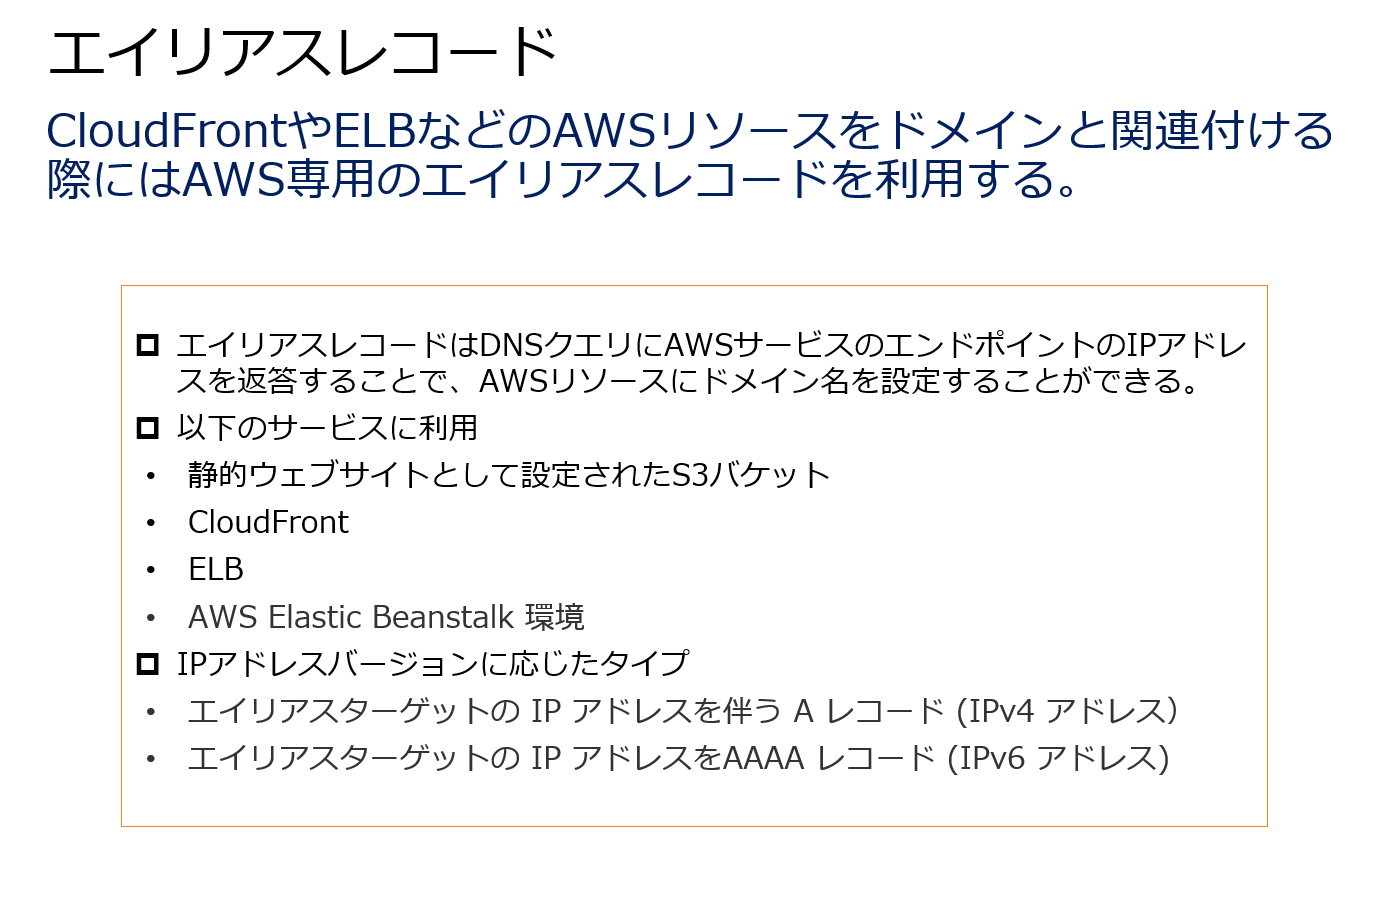 エイリアスレコード
CloudFrontやELBなどのAWSリソースをドメインと関連付ける
際にはAWS専用のエイリアスレコードを利用する。
エイリアスレコードはDNSクエリにAWSサービスのエンドポイントのIPアドレ
スを返答することで、AWSリソースにドメイン名を設定することができる。
以下のサービスに利用
• 静的ウェブサイトとして設定されたS3バケット
• CloudFront
• ELB
• AWS Elastic Beanstalk 環境
IPアドレスバージョンに応じたタイプ
• エイリアスターゲットの IP アドレスを伴う A レコード (IPv4 アドレス）
• エイリアスターゲットの IP アドレスをAAAA レコード (IPv6 アドレス)